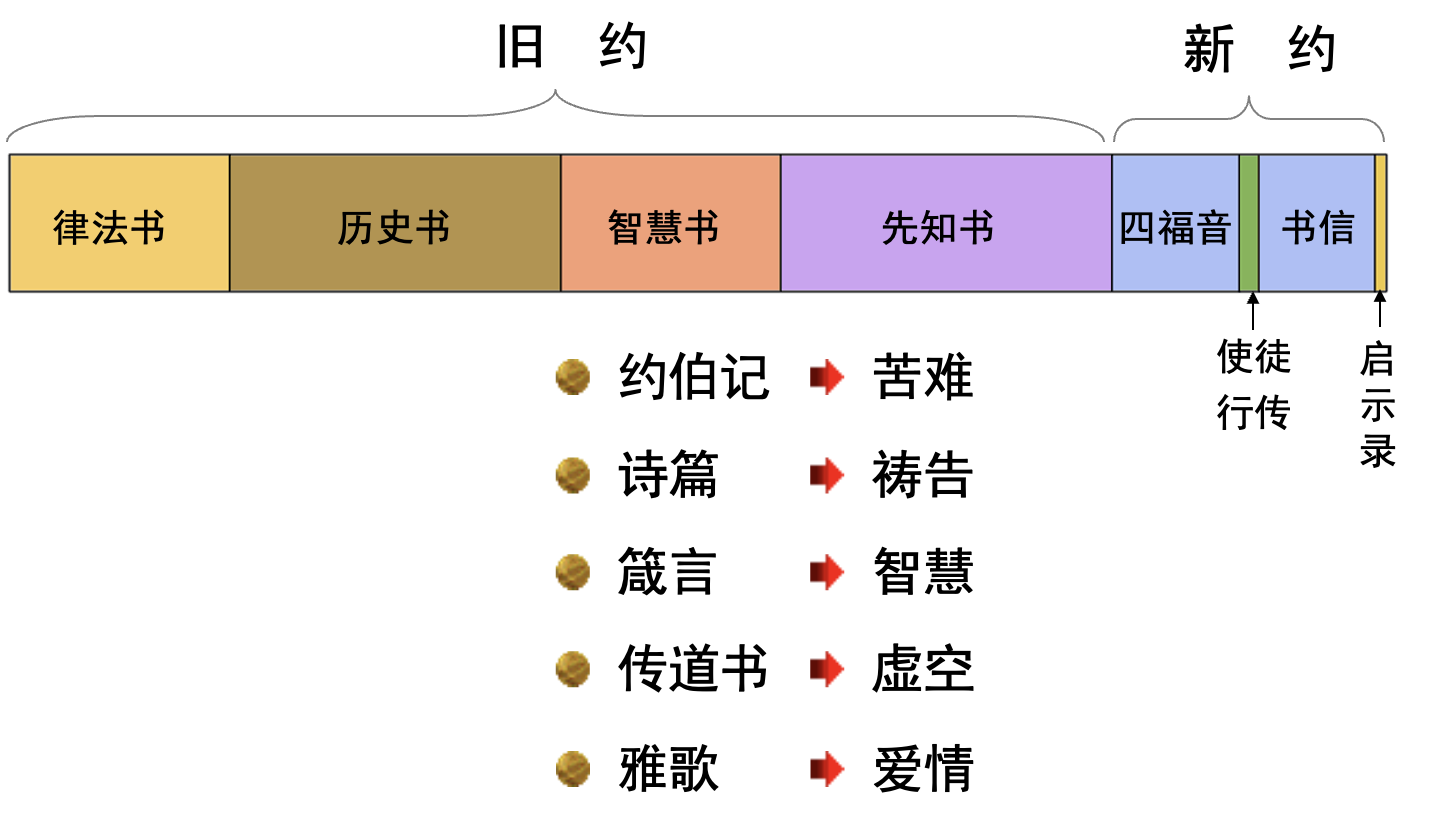 旧 约
新 约
律法书
历史书
智慧书
先知书
四福音
书信
使徒
行传
启
示
录
约伯记 苦难
诗篇 祷告
箴言 智慧
传道书 虚空
雅歌 爱情